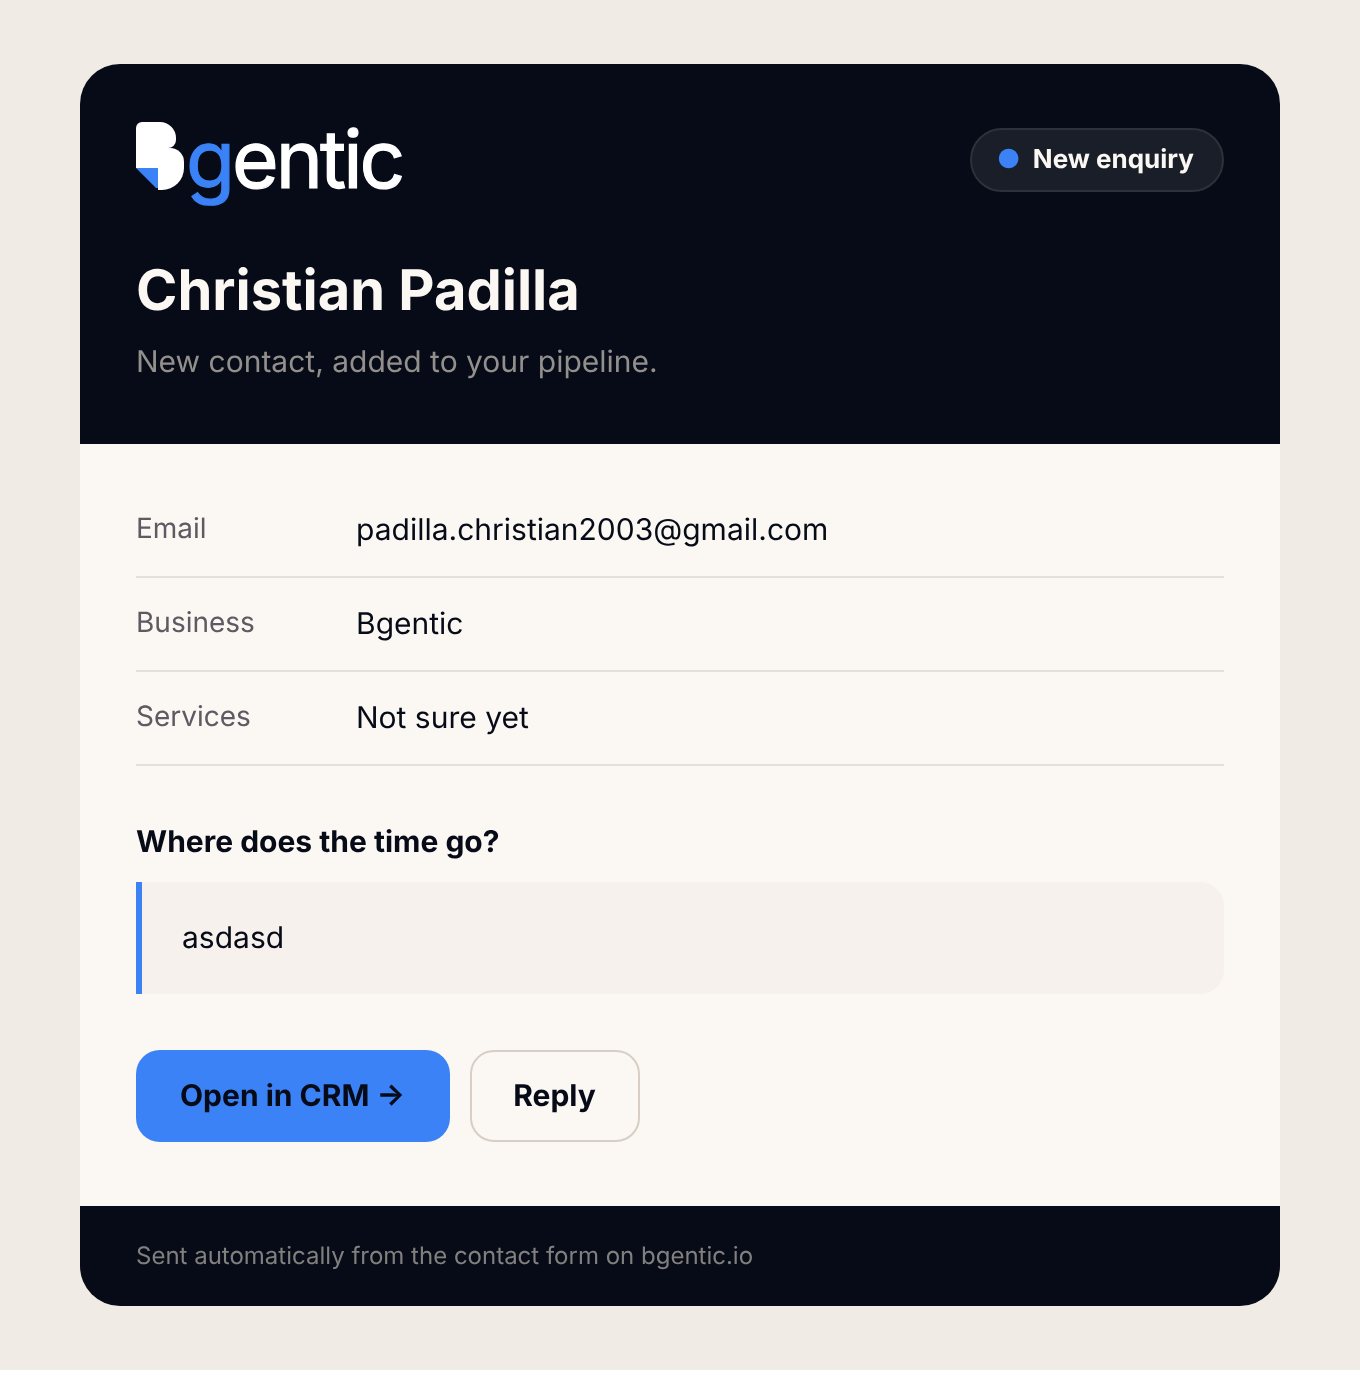 Bgentic
New enquiry
Christian Padilla
New contact, added to your pipeline.
Email padilla.christian2003@gmail.com
Business Bgentic
Services Not sure yet
Where does the time go?
asdasd
Open in CRM →
Reply
Sent automatically from the contact form on bgentic.io